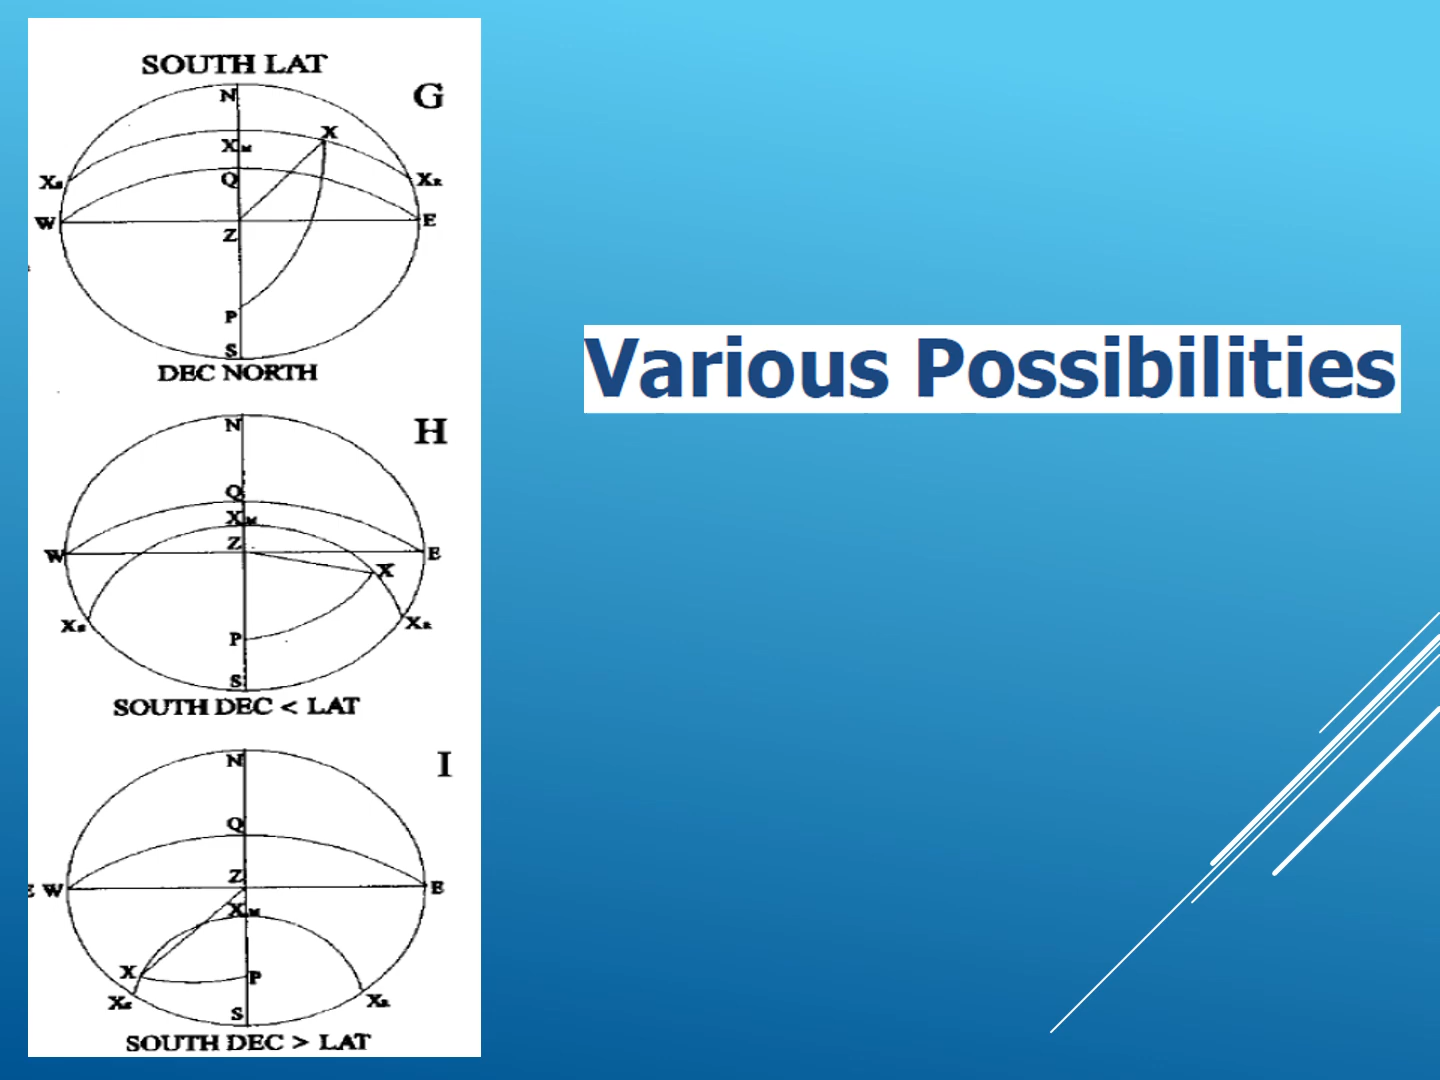 SOUTH LAT
G
N
X
XM
XS
Q
XR
W
E
Z
P
S
DEC NORTH
H
N
Q
XM
Z
W
E
X
XS
XR
P
S
SOUTH DEC < LAT
I
N
Q
Z
W
E
XM
X
P
XS
XR
S
SOUTH DEC > LAT
Various Possibilities